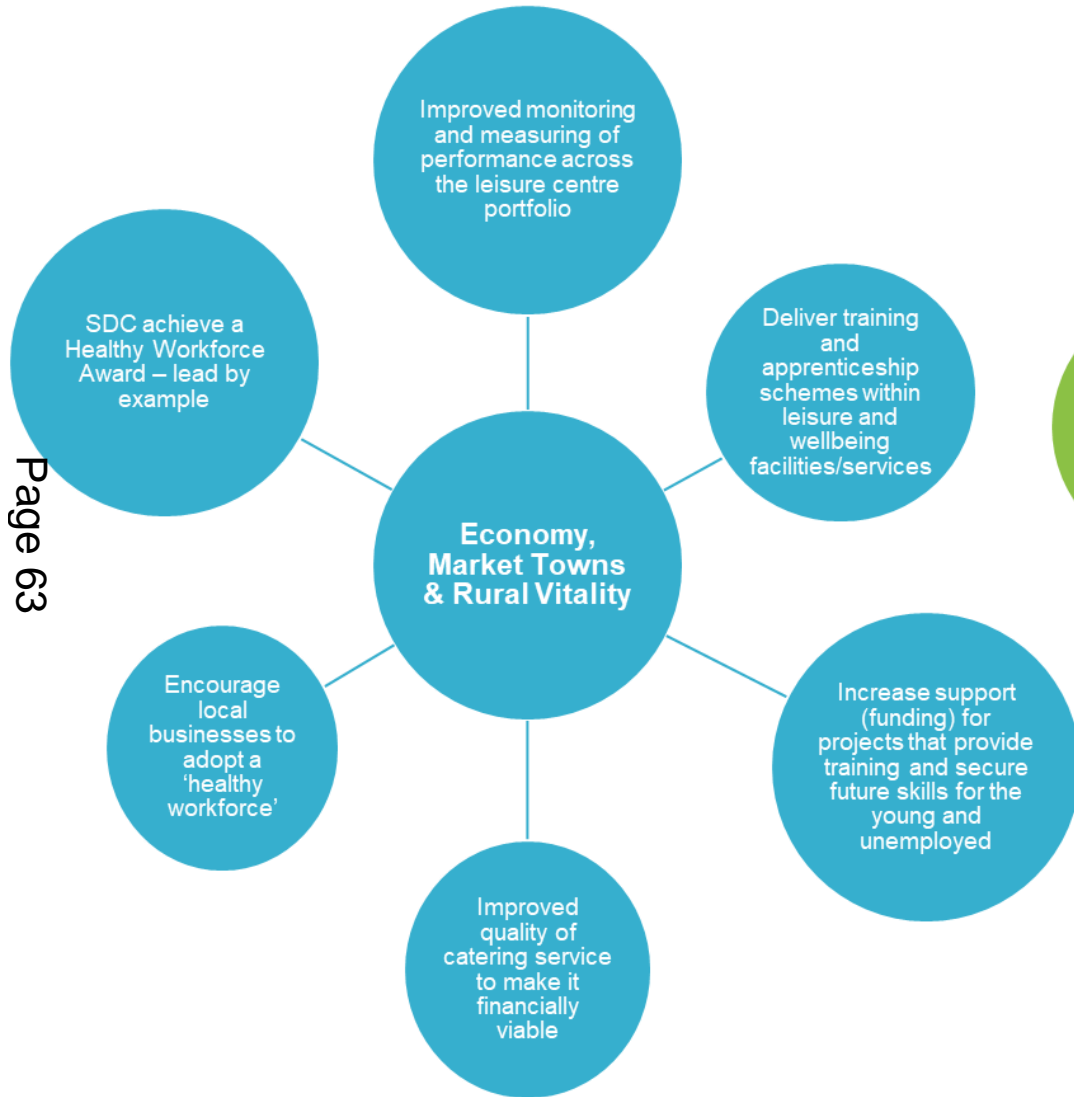 Improved monitoring
and measuring of
performance across
the leisure centre
portfolio
SDC achieve a
Healthy Workforce
Award – lead by
example
Deliver training
and
apprenticeship
schemes within
leisure and
wellbeing
facilities/services
Page 63
Economy,
Market Towns
& Rural Vitality
Encourage
local
businesses to
adopt a
‘healthy
workforce’
Increase support
(funding) for
projects that provide
training and secure
future skills for the
young and
unemployed
Improved
quality of
catering service
to make it
financially
viable